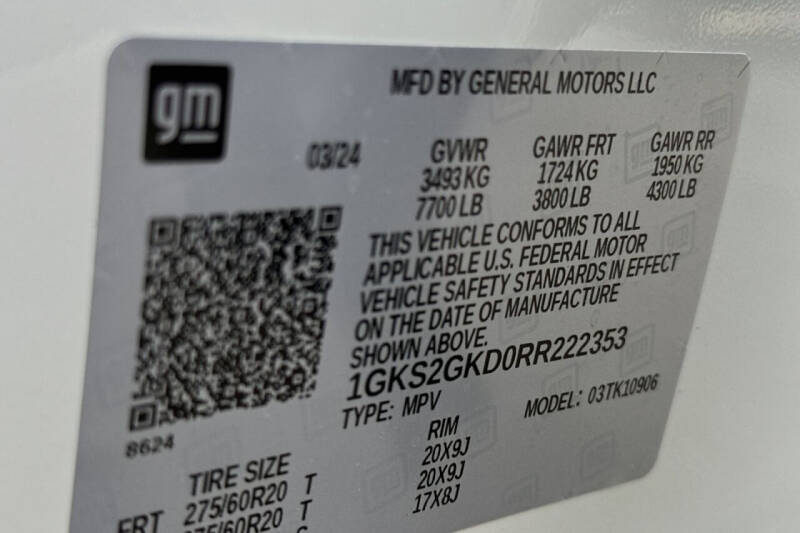 gm
MFD BY GENERAL MOTORS LLC
03/24
GVWR GAWR FRT GAWR RR
3493 KG 1724 KG 1950 KG
7700 LB 3800 LB 4300 LB
THIS VEHICLE CONFORMS TO ALL
APPLICABLE U.S. FEDERAL MOTOR
VEHICLE SAFETY STANDARDS IN EFFECT
ON THE DATE OF MANUFACTURE
SHOWN ABOVE.
1GKS2GKD0RR222353
TYPE: MPV MODEL: 03TK10906
8624
TIRE SIZE RIM
FRT 275/60R20 T 20X9J
275/60R20 T 20X9J
17X8J